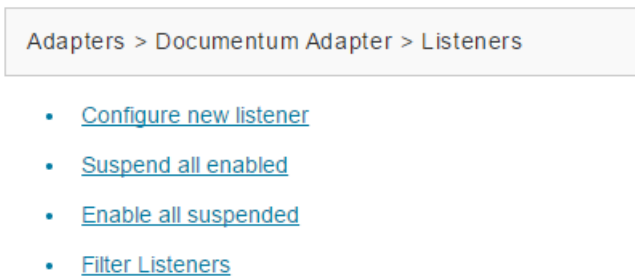 Adapters > Documentum Adapter > Listeners
Configure new listener
Suspend all enabled
Enable all suspended
Filter Listeners